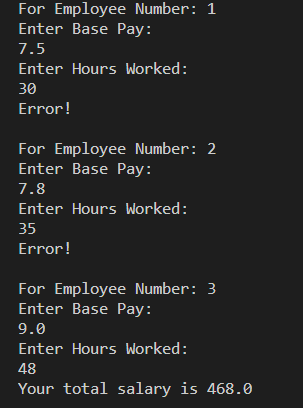 For Employee Number: 1
Enter Base Pay:
7.5
Enter Hours Worked:
30
Error!
For Employee Number: 2
Enter Base Pay:
7.8
Enter Hours Worked:
35
Error!
For Employee Number: 3
Enter Base Pay:
9.0
Enter Hours Worked:
48
Your total salary is 468.0